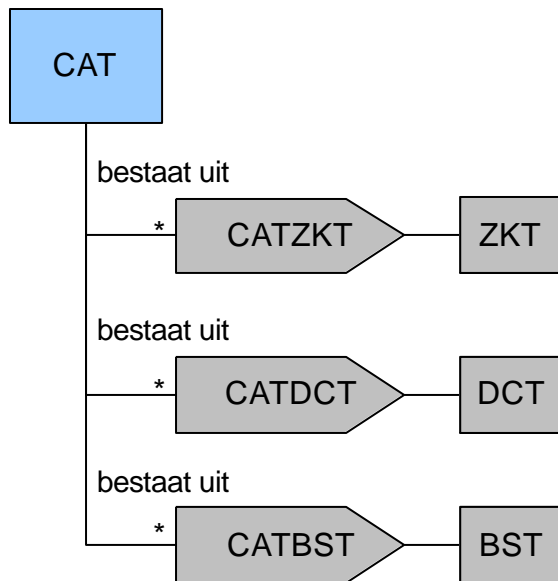 CAT
bestaat uit
* CATZKT ZKT
bestaat uit
* CATDCT DCT
bestaat uit
* CATBST BST